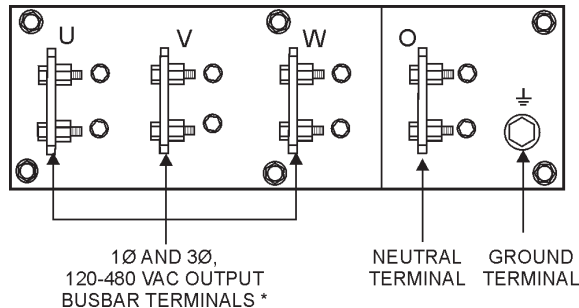 U V W O
1Ø AND 3Ø,
120-480 VAC OUTPUT
BUSBAR TERMINALS *
NEUTRAL
TERMINAL
GROUND
TERMINAL